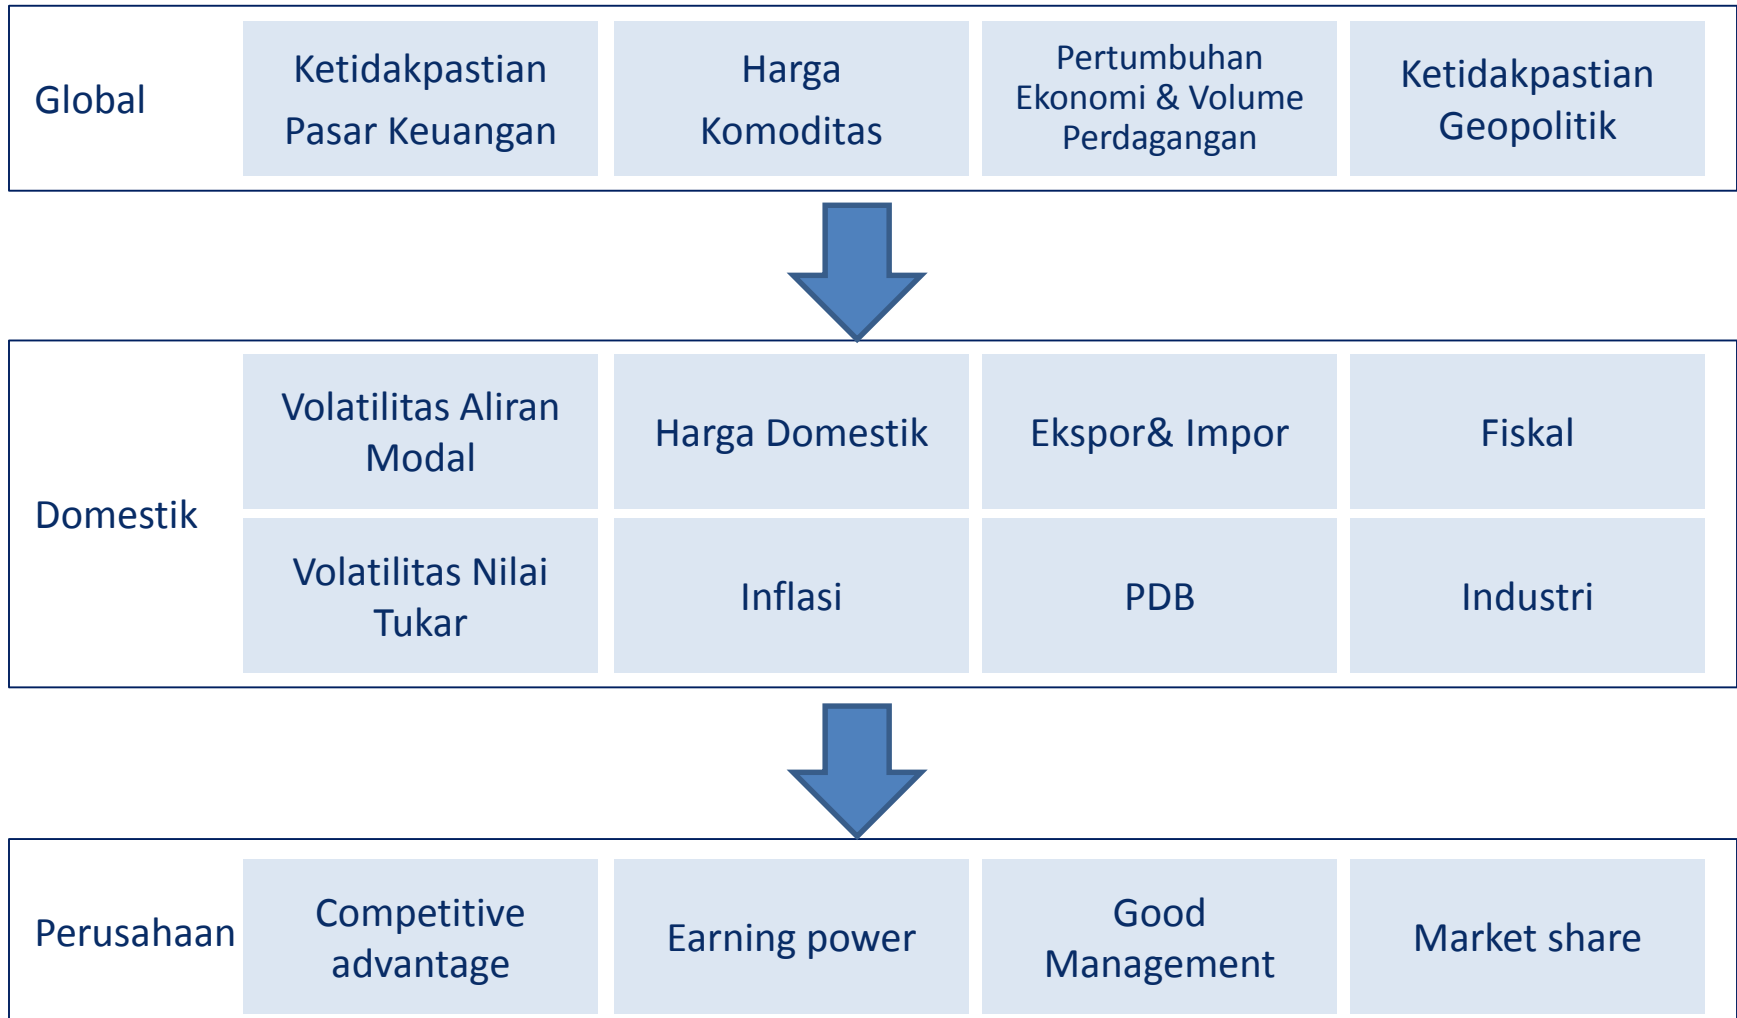 Global
Ketidakpastian
Pasar Keuangan
Harga
Komoditas
Pertumbuhan
Ekonomi & Volume
Perdagangan
Ketidakpastian
Geopolitik
Domestik
Volatilitas Aliran
Modal
Harga Domestik
Ekspor& Impor
Fiskal
Volatilitas Nilai
Tukar
Inflasi
PDB
Industri
Perusahaan
Competitive
advantage
Earning power
Good
Management
Market share